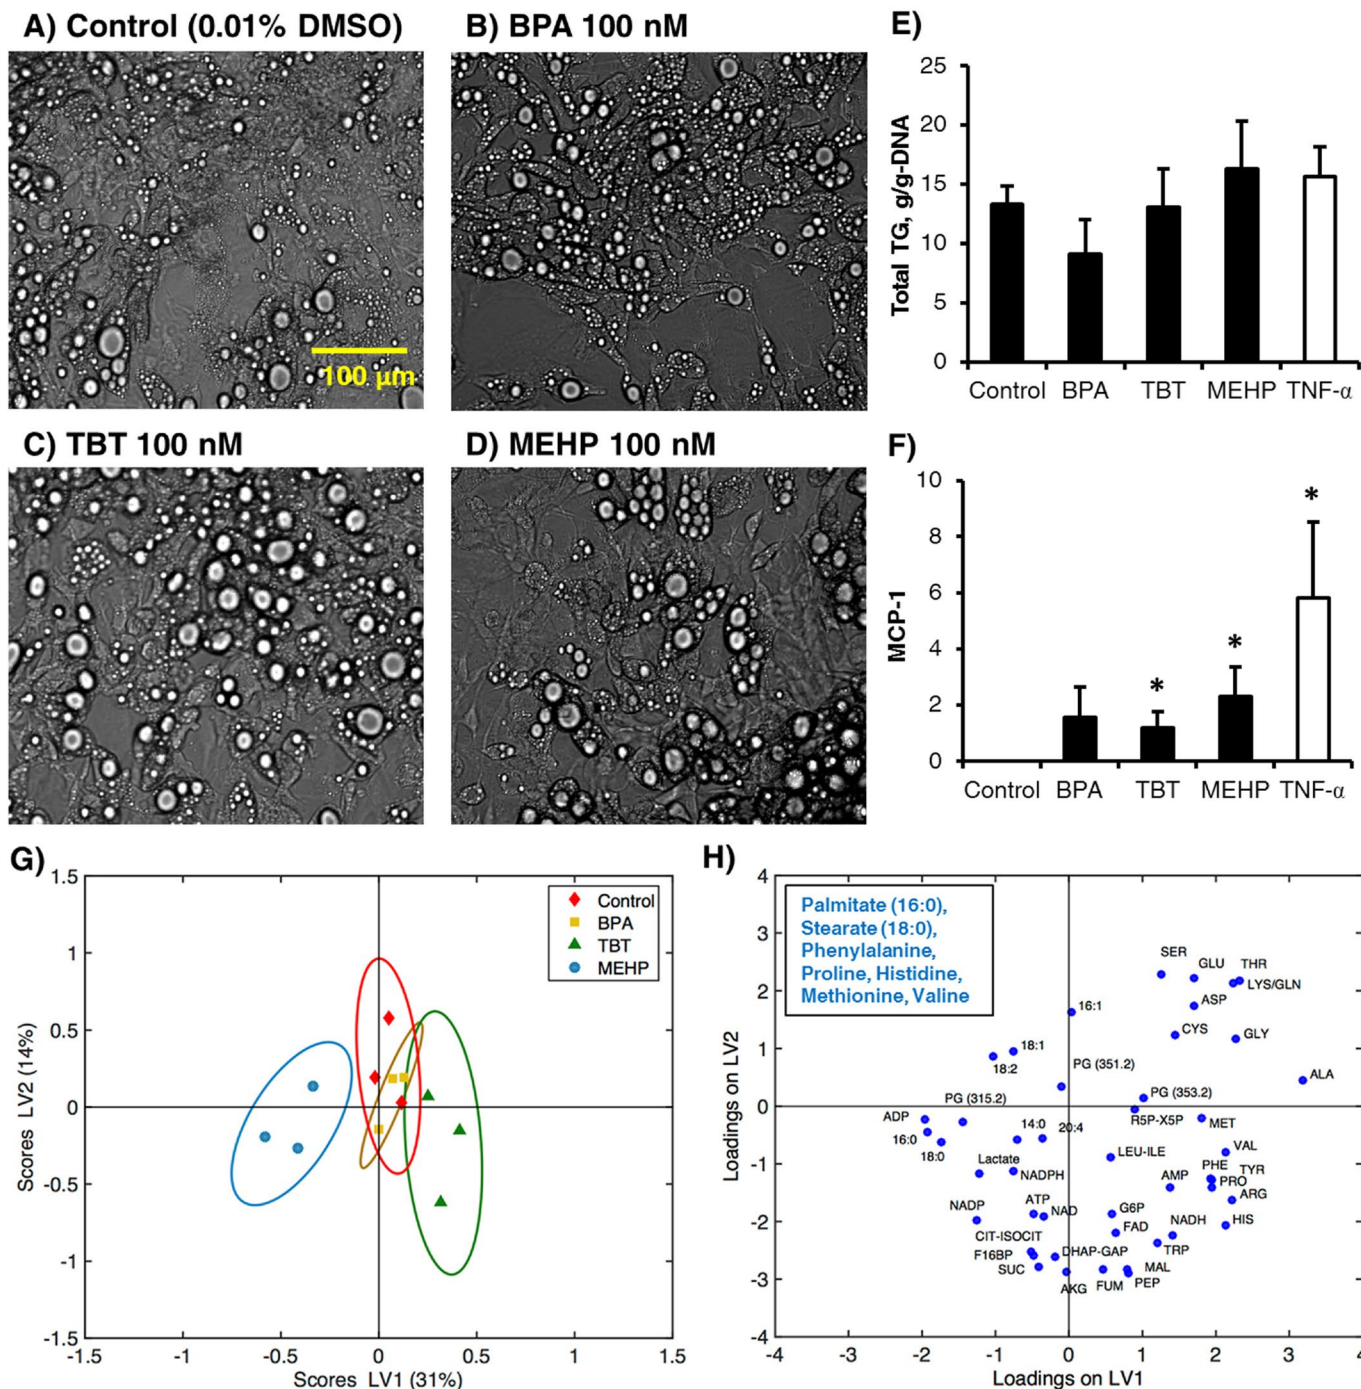 A) Control (0.01% DMSO)
100 µm
B) BPA 100 nM
C) TBT 100 nM
D) MEHP 100 nM
E)
Total TG, g/g-DNA
25
20
15
10
5
0
Control BPA TBT MEHP TNF-α
F)
MCP-1
10
8
6
4
2
0
* * *
Control BPA TBT MEHP TNF-α
G)
Scores LV2 (14%)
1.5
1
0.5
0
-0.5
-1
-1.5
-1.5 -1 -0.5 0 0.5 1 1.5
Scores LV1 (31%)
Control
BPA
TBT
MEHP
H)
Loadings on LV2
4
3
2
1
0
-1
-2
-3
-4
-4 -3 -2 -1 0 1 2 3 4
Loadings on LV1
Palmitate (16:0),
Stearate (18:0),
Phenylalanine,
Proline, Histidine,
Methionine, Valine
SER
GLU
THR
LYS/GLN
ASP
16:1
CYS
GLY
18:1
18:2
PG (351.2)
ALA
PG (353.2)
PG (315.2)
ADP
R5P-X5P
MET
16:0
14:0
20:4
18:0
LEU-ILE
VAL
Lactate
NADPH
AMP
PHE
TYR
PRO
ARG
NADP
ATP
NAD
G6P
FAD
NADH
HIS
CIT-ISOCIT
F16BP
DHAP-GAP
TRP
SUC
AKG
FUM
MAL
PEP